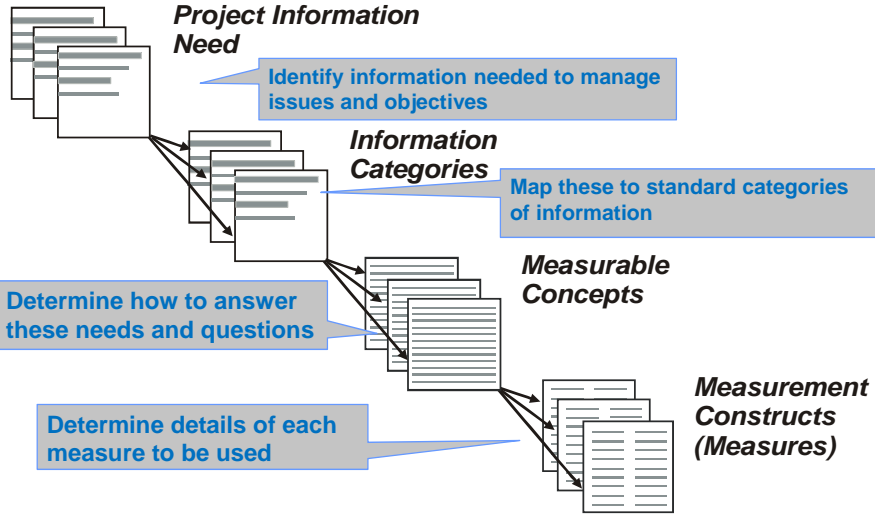 Project Information
Need
Identify information needed to manage
issues and objectives
Information
Categories
Map these to standard categories
of information
Measurable
Concepts
Determine how to answer
these needs and questions
Measurement
Constructs
(Measures)
Determine details of each
measure to be used